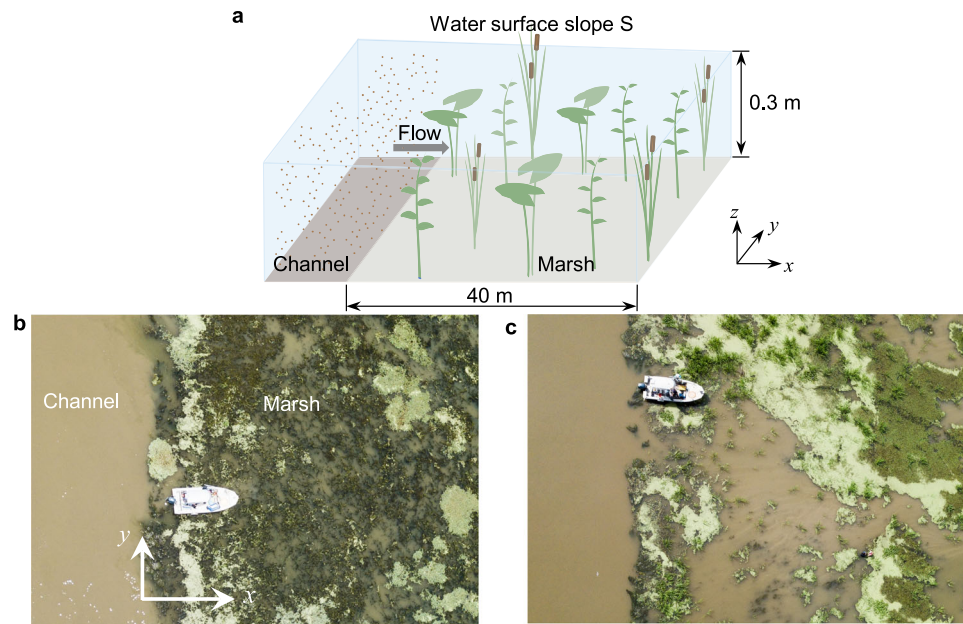 a
Water surface slope S
0.3 m
Flow
z
y
x
Channel
Marsh
40 m
b
Channel
Marsh
y
x
c